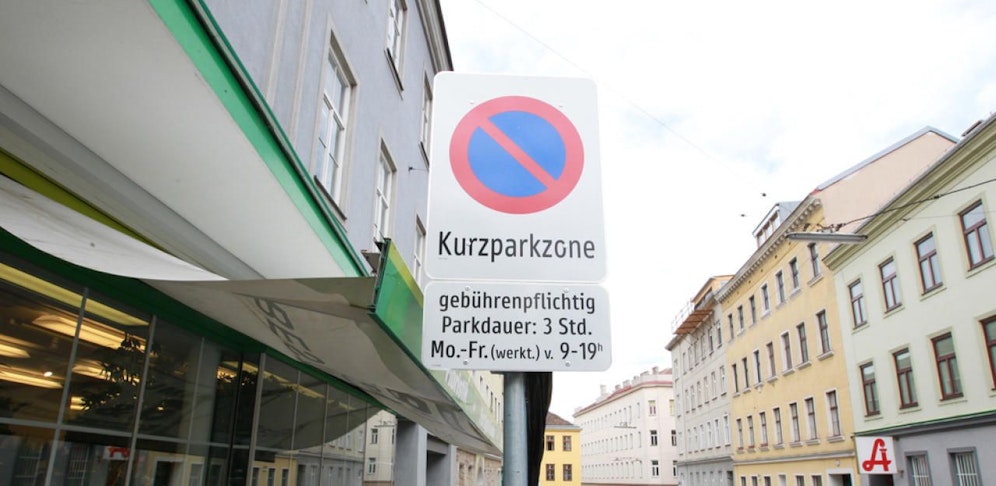 Kurzparkzone
gebührenpflichtig
Parkdauer: 3 Std.
Mo.-Fr. (werkt.) v. 9-19ʰ
A